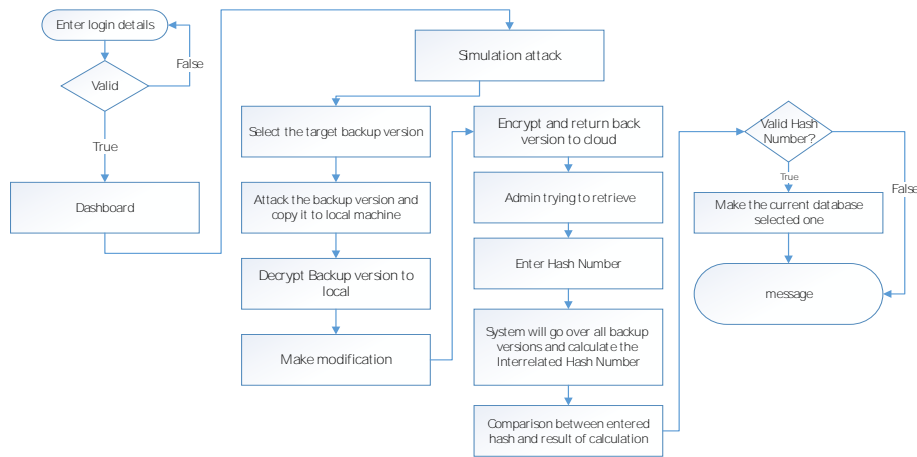 Enter login details
False
Valid
True
Dashboard
Simulation attack
Select the target backup version
Attack the backup version and
copy it to local machine
Decrypt Backup version to
local
Make modification
Encrypt and return back
version to cloud
Admin trying to retrieve
Enter Hash Number
System will go over all backup
versions and calculate the
Interrelated Hash Number
Comparison between entered
hash and result of calculation
Valid Hash
Number?
True
False
Make the current database
selected one
message